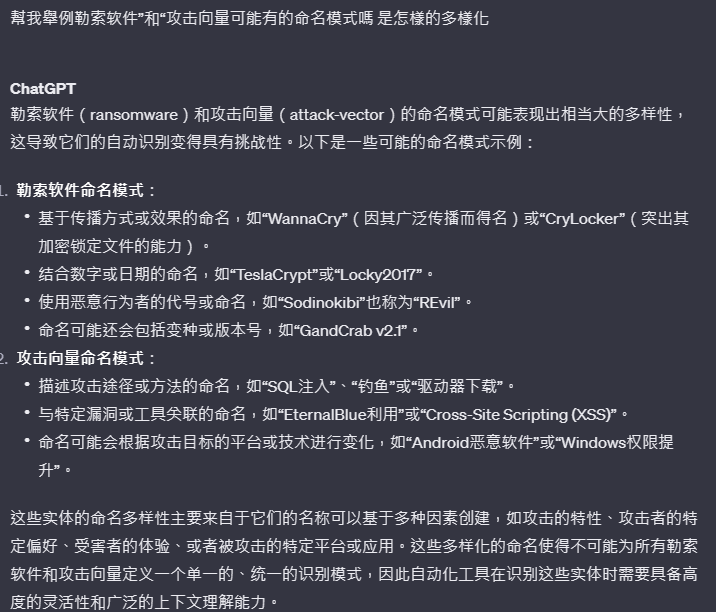 幫我舉例勒索软件”和“攻击向量可能有的命名模式嗎 是怎樣的多樣化
ChatGPT
勒索软件（ransomware）和攻击向量（attack-vector）的命名模式可能表现出相当大的多样性，
这导致它们的自动识别变得具有挑战性。以下是一些可能的命名模式示例：
1. 勒索软件命名模式：
• 基于传播方式或效果的命名，如“WannaCry”（因其广泛传播而得名）或“CryLocker”（突出其
加密锁定文件的能力）。
• 结合数字或日期的命名，如“TeslaCrypt”或“Locky2017”。
• 使用恶意行为者的代号或命名，如“Sodinokibi”也称为“REvil”。
• 命名可能还会包括变种或版本号，如“GandCrab v2.1”。
2. 攻击向量命名模式：
• 描述攻击途径或方法的命名，如“SQL注入”、“钓鱼”或“驱动器下载”。
• 与特定漏洞或工具关联的命名，如“EternalBlue利用”或“Cross-Site Scripting (XSS)”。
• 命名可能会根据攻击目标的平台或技术进行变化，如“Android恶意软件”或“Windows权限提
升”。
这些实体的命名多样性主要来自于它们的名称可以基于多种因素创建，如攻击的特性、攻击者的特
定偏好、受害者的体验、或者被攻击的特定平台或应用。这些多样化的命名使得不可能为所有勒索
软件和攻击向量定义一个单一的、统一的识别模式，因此自动化工具在识别这些实体时需要具备高
度的灵活性和广泛的上下文理解能力。